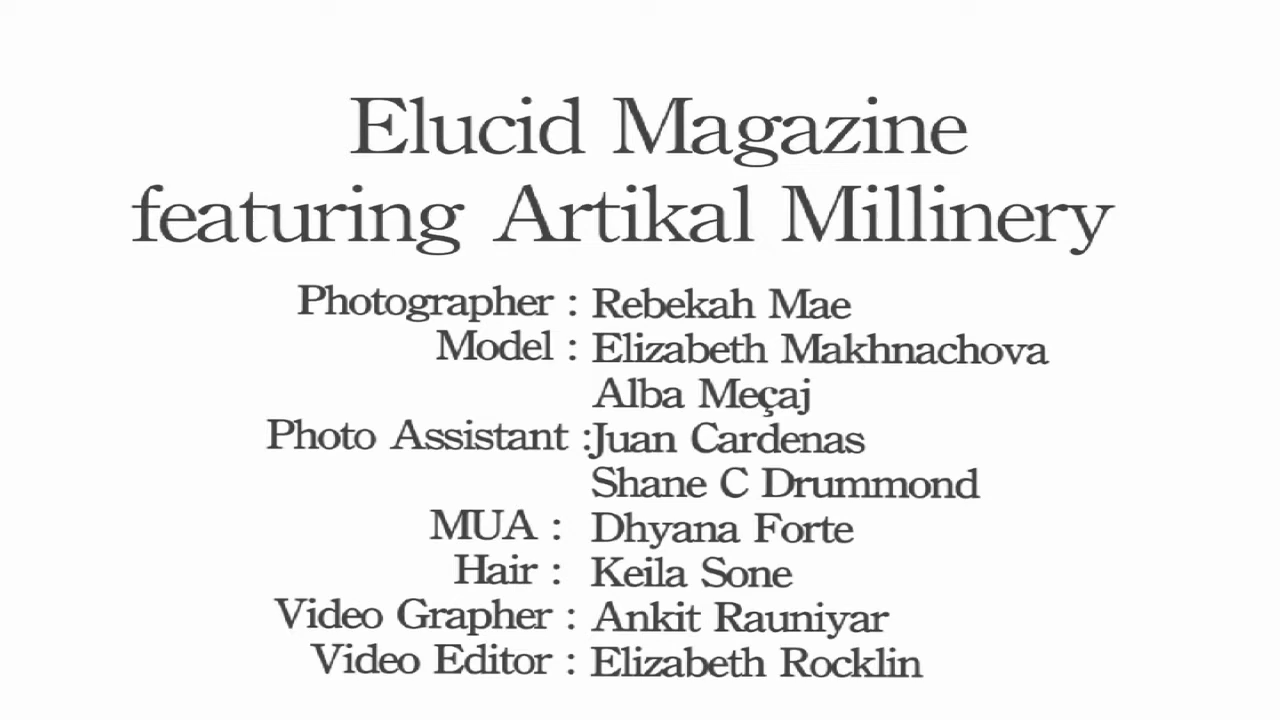 Elucid Magazine
featuring Artikal Millinery
Photographer : Rebekah Mae
Model : Elizabeth Makhnachova
Alba Meçaj
Photo Assistant :Juan Cardenas
Shane C Drummond
MUA : Dhyana Forte
Hair : Keila Sone
Video Grapher : Ankit Rauniyar
Video Editor : Elizabeth Rocklin